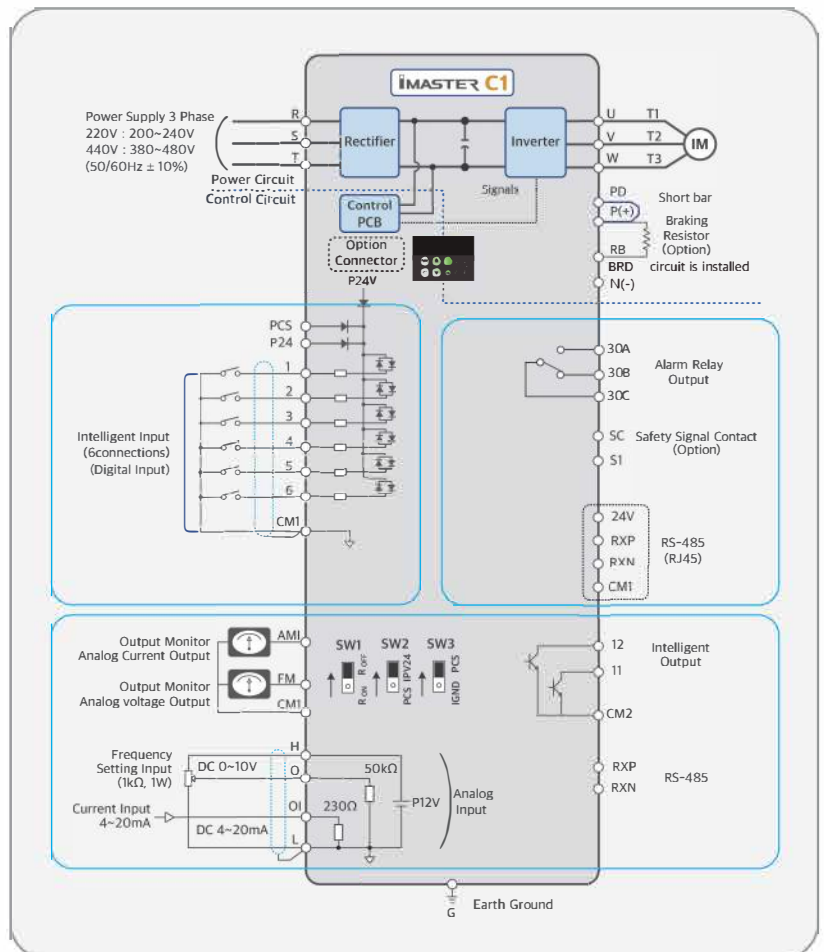 iMASTER C1
Power Supply 3 Phase
220V : 200~240V
440V : 380~480V
(50/60Hz ± 10%)
R
S
T
Rectifier
Inverter
U
V
W
T1
T2
T3
IM
Power Circuit
Control Circuit
Signals
Control
PCB
Option
Connector
P24V
PD
P(+)
RB
BRD
N(-)
Short bar
Braking
Resistor
(Option)
circuit is installed
PCS
P24
1
2
3
4
5
6
CM1
Intelligent Input
(6connections)
(Digital Input)
30A
30B
30C
Alarm Relay
Output
SC
S1
Safety Signal Contact
(Option)
24V
RXP
RXN
CM1
RS-485
(RJ45)
Output Monitor
Analog Current Output
AMI
Output Monitor
Analog voltage Output
FM
CM1
SW1
SW2
SW3
R ON
R OFF
PCS
IPV24
IGND
PCS
12
11
CM2
Intelligent
Output
Frequency
Setting Input
(1kΩ, 1W)
DC 0~10V
H
O
OI
L
Current Input
4~20mA
DC 4~20mA
50kΩ
230Ω
P12V
Analog
Input
RXP
RXN
RS-485
G
Earth Ground